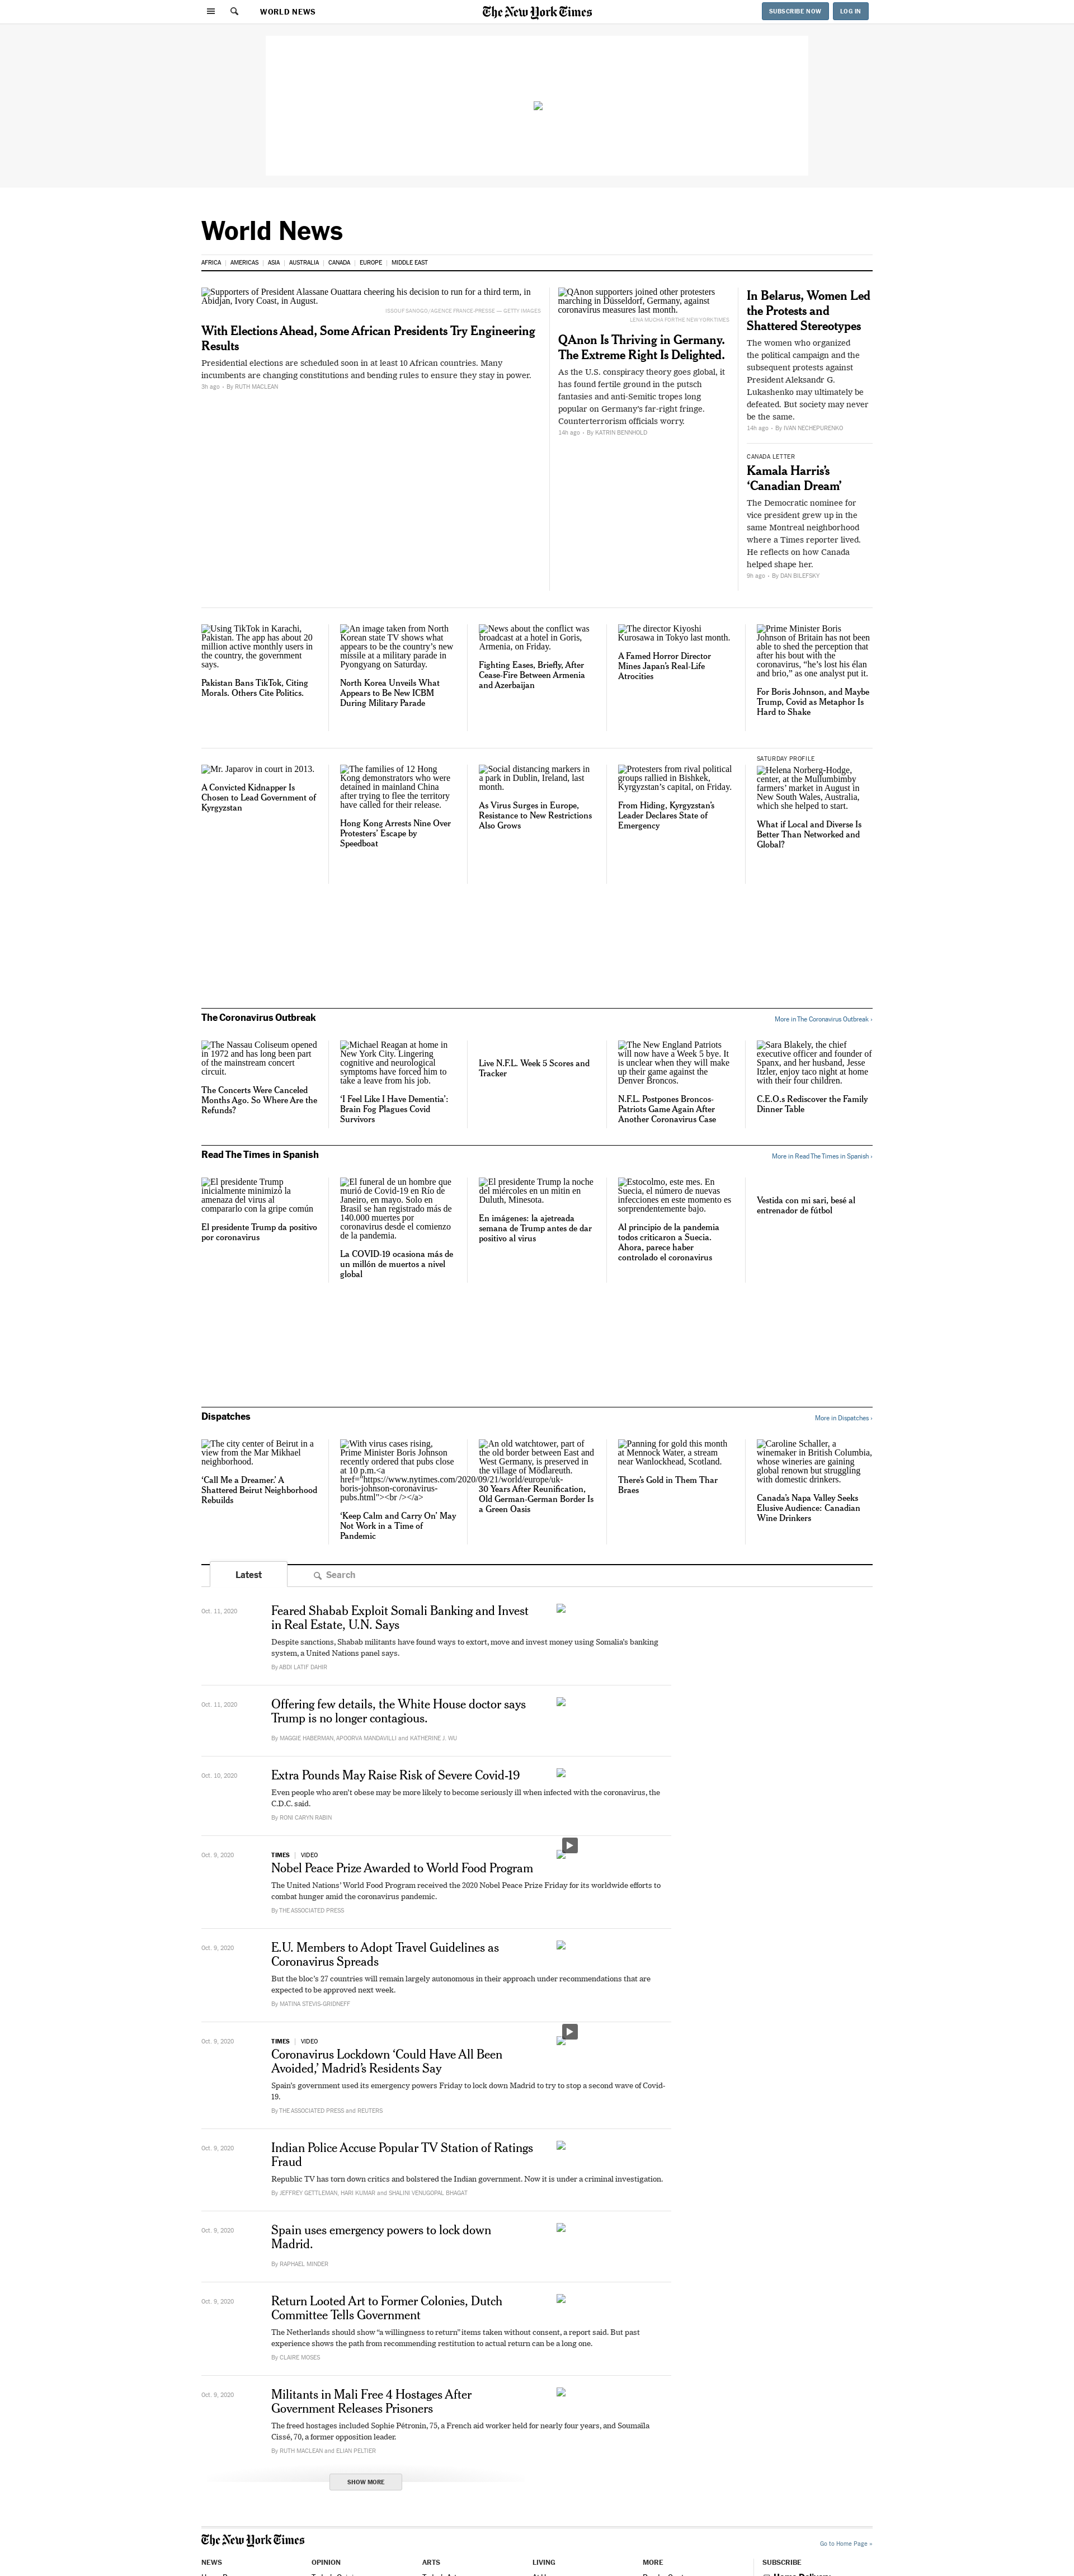 WORLD NEWS
The New York Times
SUBSCRIBE NOW
LOG IN
World News
AFRICA
AMERICAS
ASIA
AUSTRALIA
CANADA
EUROPE
MIDDLE EAST
Supporters of President Alassane Ouattara cheering his decision to run for a third term, in
Abidjan, Ivory Coast, in August.
ISSOUF SANOGO/AGENCE FRANCE-PRESSE — GETTY IMAGES
With Elections Ahead, Some African Presidents Try Engineering
Results
Presidential elections are scheduled soon in at least 10 African countries. Many
incumbents are changing constitutions and bending rules to ensure they stay in power.
3h ago • By RUTH MACLEAN
QAnon supporters joined other protesters
marching in Düsseldorf, Germany, against
coronavirus measures last month.
LENA MUCHA FOR THE NEW YORK TIMES
QAnon Is Thriving in Germany.
The Extreme Right Is Delighted.
As the U.S. conspiracy theory goes global, it
has found fertile ground in the putsch
fantasies and anti-Semitic tropes long
popular on Germany's far-right fringe.
Counterterrorism officials worry.
14h ago • By KATRIN BENNHOLD
In Belarus, Women Led
the Protests and
Shattered Stereotypes
The women who organized
the political campaign and the
subsequent protests against
President Aleksandr G.
Lukashenko may ultimately be
defeated. But society may never
be the same.
14h ago • By IVAN NECHEPURENKO
CANADA LETTER
Kamala Harris's
‘Canadian Dream’
The Democratic nominee for
vice president grew up in the
same Montreal neighborhood
where a Times reporter lived.
He reflects on how Canada
helped shape her.
9h ago • By DAN BILEFSKY
Using TikTok in Karachi,
Pakistan. The app has about 20
million active monthly users in
the country, the government
says.
Pakistan Bans TikTok, Citing
Morals. Others Cite Politics.
An image taken from North
Korean state TV shows what
appears to be the country's new
missile at a military parade in
Pyongyang on Saturday.
North Korea Unveils What
Appears to Be New ICBM
During Military Parade
News about the conflict was
broadcast at a hotel in Goris,
Armenia, on Friday.
Fighting Eases, Briefly, After
Cease-Fire Between Armenia
and Azerbaijan
The director Kiyoshi
Kurosawa in Tokyo last month.
A Famed Horror Director
Mines Japan's Real-Life
Atrocities
Prime Minister Boris
Johnson of Britain has not been
able to shed the perception that
after his bout with the
coronavirus, “he's lost his élan
and brio,” as one analyst put it.
For Boris Johnson, and Maybe
Trump, Covid as Metaphor Is
Hard to Shake
Mr. Japarov in court in 2013.
A Convicted Kidnapper Is
Chosen to Lead Government of
Kyrgyzstan
The families of 12 Hong
Kong demonstrators who were
detained in mainland China
after trying to flee the territory
have called for their release.
Hong Kong Arrests Nine Over
Protesters' Escape by
Speedboat
Social distancing markers in
a park in Dublin, Ireland, last
month.
As Virus Surges in Europe,
Resistance to New Restrictions
Also Grows
Protesters from rival political
groups rallied in Bishkek,
Kyrgyzstan's capital, on Friday.
From Hiding, Kyrgyzstan's
Leader Declares State of
Emergency
SATURDAY PROFILE
Helena Norberg-Hodge,
center, at the Mullumbimby
farmers' market in August in
New South Wales, Australia,
which she helped to start.
What if Local and Diverse Is
Better Than Networked and
Global?
The Coronavirus Outbreak
More in The Coronavirus Outbreak ›
The Nassau Coliseum opened
in 1972 and has long been part
of the mainstream concert
circuit.
The Concerts Were Canceled
Months Ago. So Where Are the
Refunds?
Michael Reagan at home in
New York City. Lingering
cognitive and neurological
symptoms have forced him to
take a leave from his job.
‘I Feel Like I Have Dementia’:
Brain Fog Plagues Covid
Survivors
Live N.F.L. Week 5 Scores and
Tracker
The New England Patriots
will now have a Week 5 bye. It
is unclear when they will make
up their game against the
Denver Broncos.
N.F.L. Postpones Broncos-
Patriots Game Again After
Another Coronavirus Case
Sara Blakely, the chief
executive officer and founder of
Spanx, and her husband, Jesse
Itzler, enjoy taco night at home
with their four children.
C.E.O.s Rediscover the Family
Dinner Table
Read The Times in Spanish
More in Read The Times in Spanish ›
El presidente Trump
inicialmente minimizó la
amenaza del virus al
compararlo con la gripe común
El presidente Trump da positivo
por coronavirus
El funeral de un hombre que
murió de Covid-19 en Río de
Janeiro, en mayo. Solo en
Brasil se han registrado más de
140.000 muertes por
coronavirus desde el comienzo
de la pandemia.
La COVID-19 ocasiona más de
un millón de muertos a nivel
global
El presidente Trump la noche
del miércoles en un mitin en
Duluth, Minesota.
En imágenes: la ajetreada
semana de Trump antes de dar
positivo al virus
Estocolmo, este mes. En
Suecia, el número de nuevas
infecciones en este momento es
sorprendentemente bajo.
Al principio de la pandemia
todos criticaron a Suecia.
Ahora, parece haber
controlado el coronavirus
Vestida con mi sari, besé al
entrenador de fútbol
Dispatches
More in Dispatches ›
The city center of Beirut in a
view from the Mar Mikhael
neighborhood.
‘Call Me a Dreamer.’ A
Shattered Beirut Neighborhood
Rebuilds
With virus cases rising,
Prime Minister Boris Johnson
recently ordered that pubs close
at 10 p.m.<a
href="https://www.nytimes.com/2020/09/21/world/europe/uk-
boris-johnson-coronavirus-
pubs.html"><br /></a>
‘Keep Calm and Carry On’ May
Not Work in a Time of
Pandemic
An old watchtower, part of
the old border between East and
West Germany, is preserved in
the village of Mödlareuth.
30 Years After Reunification,
Old German-German Border Is
a Green Oasis
Panning for gold this month
at Mennock Water, a stream
near Wanlockhead, Scotland.
There's Gold in Them Thar
Braes
Caroline Schaller, a
winemaker in British Columbia,
whose wineries are gaining
global renown but struggling
with domestic drinkers.
Canada's Napa Valley Seeks
Elusive Audience: Canadian
Wine Drinkers
Latest
Search
Oct. 11, 2020
Feared Shabab Exploit Somali Banking and Invest
in Real Estate, U.N. Says
Despite sanctions, Shabab militants have found ways to extort, move and invest money using Somalia's banking
system, a United Nations panel says.
By ABDI LATIF DAHIR
Oct. 11, 2020
Offering few details, the White House doctor says
Trump is no longer contagious.
By MAGGIE HABERMAN, APOORVA MANDAVILLI and KATHERINE J. WU
Oct. 10, 2020
Extra Pounds May Raise Risk of Severe Covid-19
Even people who aren't obese may be more likely to become seriously ill when infected with the coronavirus, the
C.D.C. said.
By RONI CARYN RABIN
Oct. 9, 2020
TIMES | VIDEO
Nobel Peace Prize Awarded to World Food Program
The United Nations' World Food Program received the 2020 Nobel Peace Prize Friday for its worldwide efforts to
combat hunger amid the coronavirus pandemic.
By THE ASSOCIATED PRESS
Oct. 9, 2020
E.U. Members to Adopt Travel Guidelines as
Coronavirus Spreads
But the bloc's 27 countries will remain largely autonomous in their approach under recommendations that are
expected to be approved next week.
By MATINA STEVIS-GRIDNEFF
Oct. 9, 2020
TIMES | VIDEO
Coronavirus Lockdown ‘Could Have All Been
Avoided,’ Madrid's Residents Say
Spain's government used its emergency powers Friday to lock down Madrid to try to stop a second wave of Covid-
19.
By THE ASSOCIATED PRESS and REUTERS
Oct. 9, 2020
Indian Police Accuse Popular TV Station of Ratings
Fraud
Republic TV has torn down critics and bolstered the Indian government. Now it is under a criminal investigation.
By JEFFREY GETTLEMAN, HARI KUMAR and SHALINI VENUGOPAL BHAGAT
Oct. 9, 2020
Spain uses emergency powers to lock down
Madrid.
By RAPHAEL MINDER
Oct. 9, 2020
Return Looted Art to Former Colonies, Dutch
Committee Tells Government
The Netherlands should show “a willingness to return” items taken without consent, a report said. But past
experience shows the path from recommending restitution to actual return can be a long one.
By CLAIRE MOSES
Oct. 9, 2020
Militants in Mali Free 4 Hostages After
Government Releases Prisoners
The freed hostages included Sophie Pétronin, 75, a French aid worker held for nearly four years, and Soumaïla
Cissé, 70, a former opposition leader.
By RUTH MACLEAN and ELIAN PELTIER
SHOW MORE
The New York Times
Go to Home Page »
NEWS
OPINION
ARTS
LIVING
MORE
SUBSCRIBE